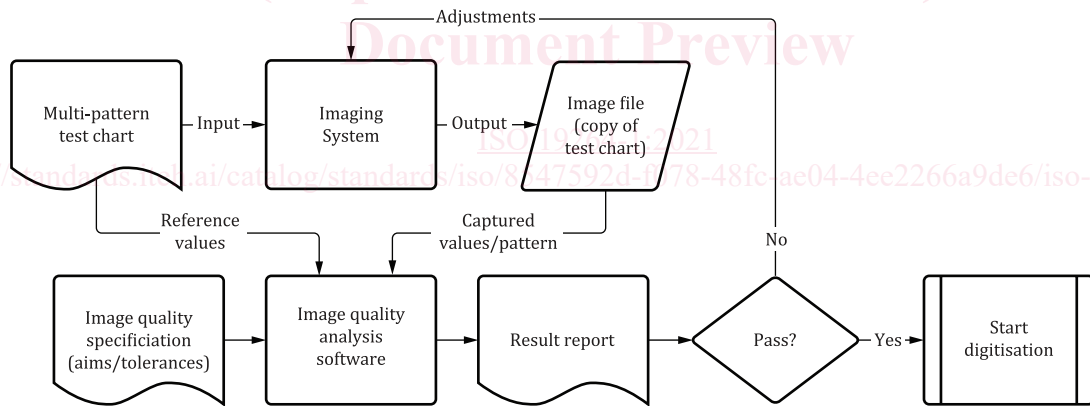 Adjustments
Document Preview
Multi-pattern
test chart
Input
Imaging
System
Output
Image file
(copy of
test chart)
ISO 19264-1:2021
/standards.iteh.ai/catalog/standards/iso/8647592d-f078-48fc-ae04-4ee2266a9de6/iso-
Reference
values
Captured
values/pattern
No
Image quality
specificiation
(aims/tolerances)
Image quality
analysis
software
Result report
Pass?
Yes
Start
digitisation